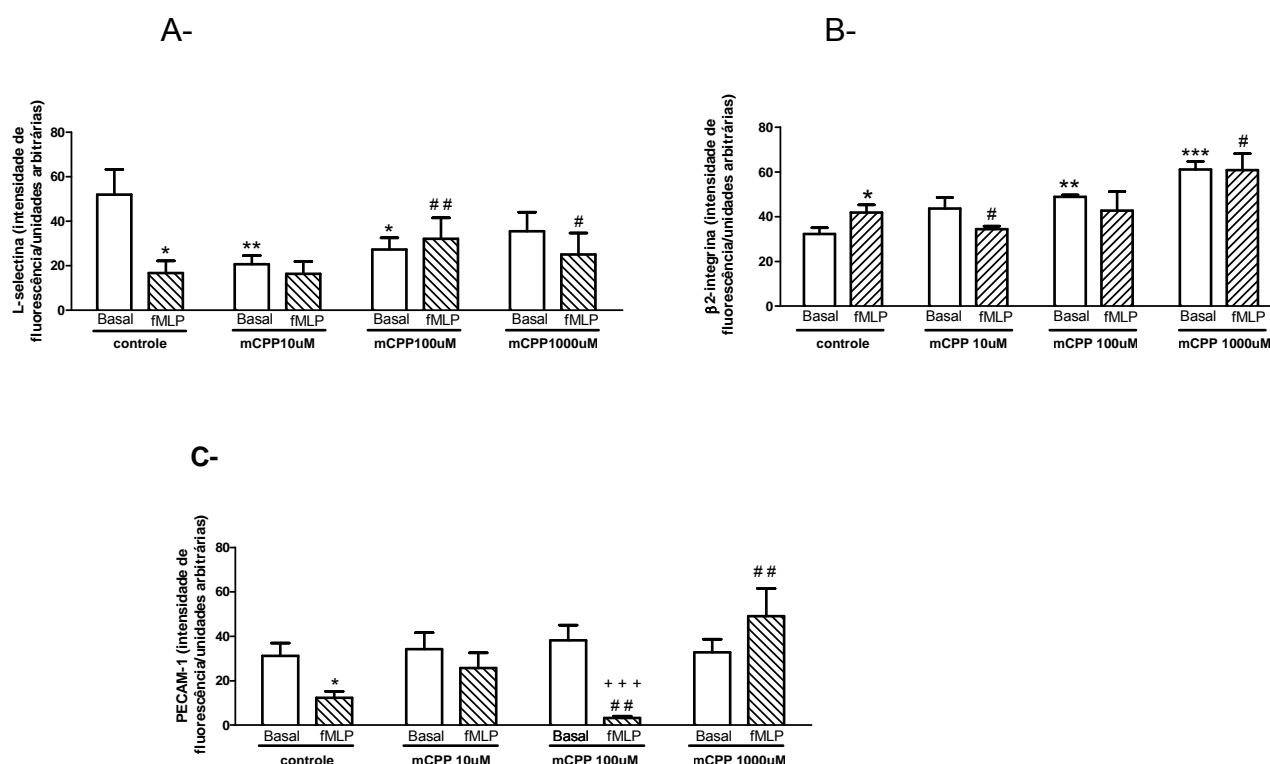 A-
L-selectina (intensidade de
fluorescência/unidades arbitrárias)
80
60
40
20
0
*
**
*
# #
#
Basal fMLP Basal fMLP Basal fMLP Basal fMLP
controle mCPP10uM mCPP100uM mCPP1000uM
B-
β2-integrina (intensidade de
fluorescência/unidades arbitrárias)
80
60
40
20
0
*
#
**
***
#
Basal fMLP Basal fMLP Basal fMLP Basal fMLP
controle mCPP 10uM mCPP 100uM mCPP 1000uM
C-
PECAM-1 (intensidade de
fluorescência/unidades arbitrárias)
80
60
40
20
0
*
+ + +
# #
# #
Basal fMLP Basal fMLP Basal fMLP Basal fMLP
controle mCPP 10uM mCPP 100uM mCPP 1000uM